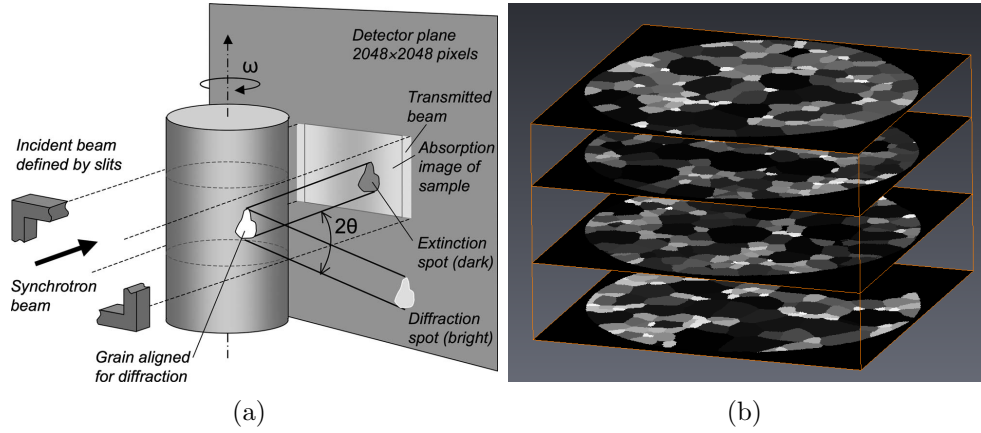 Detector plane
2048×2048 pixels
ω
Transmitted
beam
Incident beam
defined by slits
Absorption
image of
sample
2θ
Extinction
spot (dark)
Synchrotron
beam
Diffraction
spot (bright)
Grain aligned
for diffraction
(a)
(b)